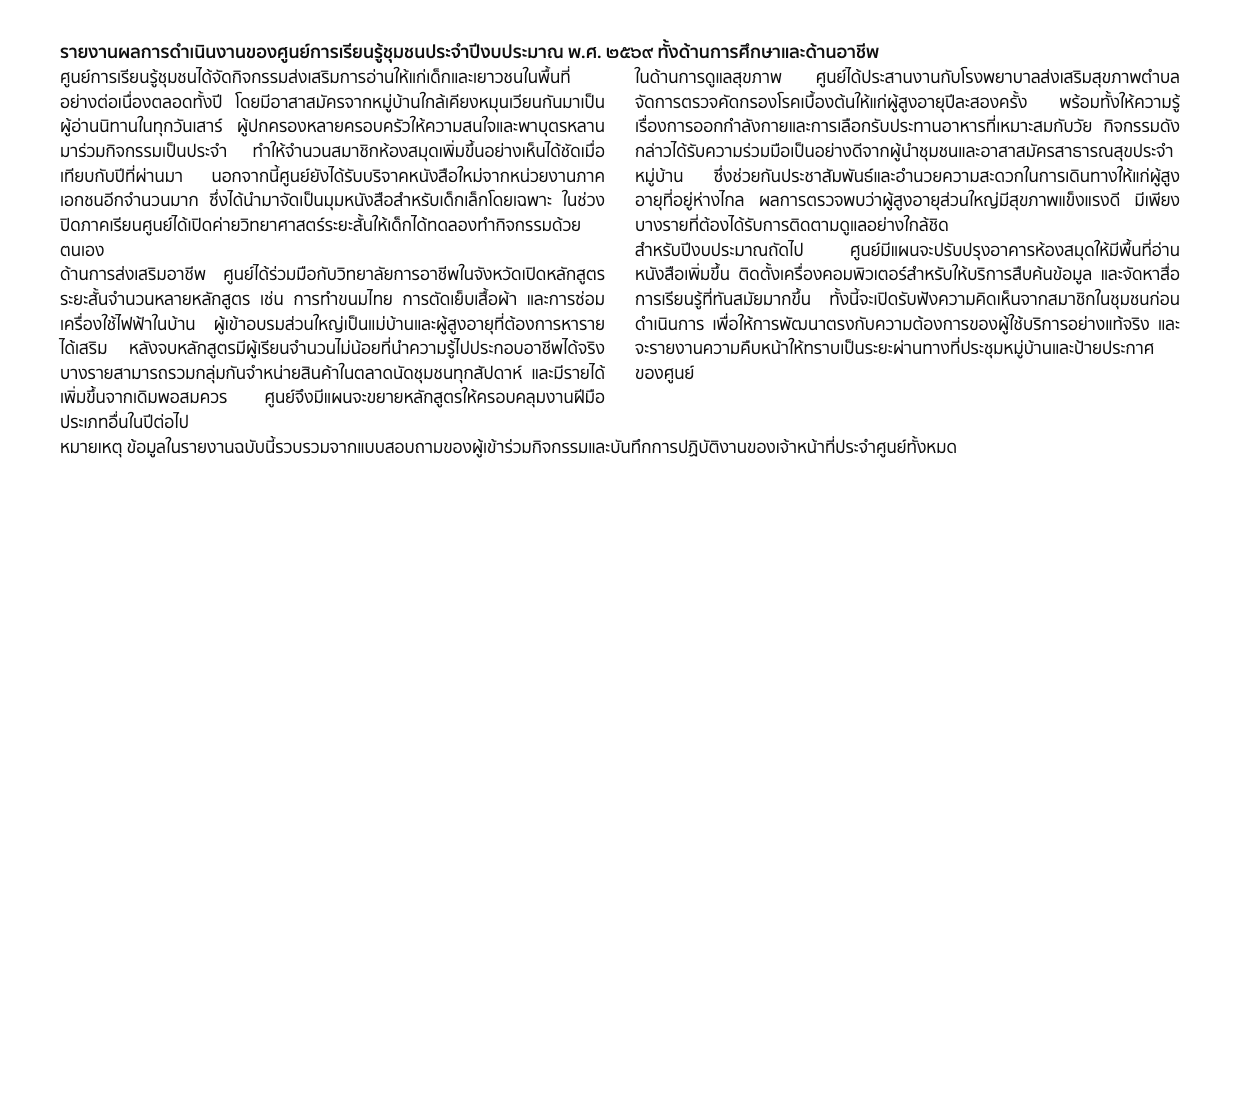 รายงานผลการดำเนินงานของศูนย์การเรียนรู้ชุมชนประจำปีงบประมาณ พ.ศ. ๒๕๖๙ ทั้งด้านการศึกษาและด้านอาชีพ
ศูนย์การเรียนรู้ชุมชนได้จัดกิจกรรมส่งเสริมการอ่านให้แก่เด็กและเยาวชนในพื้นที่
อย่างต่อเนื่องตลอดทั้งปี โดยมีอาสาสมัครจากหมู่บ้านใกล้เคียงหมุนเวียนกันมาเป็น
ผู้อ่านนิทานในทุกวันเสาร์ ผู้ปกครองหลายครอบครัวให้ความสนใจและพาบุตรหลาน
มาร่วมกิจกรรมเป็นประจำ ทำให้จำนวนสมาชิกห้องสมุดเพิ่มขึ้นอย่างเห็นได้ชัดเมื่อ
เทียบกับปีที่ผ่านมา นอกจากนี้ศูนย์ยังได้รับบริจาคหนังสือใหม่จากหน่วยงานภาค
เอกชนอีกจำนวนมาก ซึ่งได้นำมาจัดเป็นมุมหนังสือสำหรับเด็กเล็กโดยเฉพาะ ในช่วง
ปิดภาคเรียนศูนย์ได้เปิดค่ายวิทยาศาสตร์ระยะสั้นให้เด็กได้ทดลองทำกิจกรรมด้วย
ตนเอง
ด้านการส่งเสริมอาชีพ ศูนย์ได้ร่วมมือกับวิทยาลัยการอาชีพในจังหวัดเปิดหลักสูตร
ระยะสั้นจำนวนหลายหลักสูตร เช่น การทำขนมไทย การตัดเย็บเสื้อผ้า และการซ่อม
เครื่องใช้ไฟฟ้าในบ้าน ผู้เข้าอบรมส่วนใหญ่เป็นแม่บ้านและผู้สูงอายุที่ต้องการหาราย
ได้เสริม หลังจบหลักสูตรมีผู้เรียนจำนวนไม่น้อยที่นำความรู้ไปประกอบอาชีพได้จริง
บางรายสามารถรวมกลุ่มกันจำหน่ายสินค้าในตลาดนัดชุมชนทุกสัปดาห์ และมีรายได้
เพิ่มขึ้นจากเดิมพอสมควร ศูนย์จึงมีแผนจะขยายหลักสูตรให้ครอบคลุมงานฝีมือ
ประเภทอื่นในปีต่อไป
ในด้านการดูแลสุขภาพ ศูนย์ได้ประสานงานกับโรงพยาบาลส่งเสริมสุขภาพตำบล
จัดการตรวจคัดกรองโรคเบื้องต้นให้แก่ผู้สูงอายุปีละสองครั้ง พร้อมทั้งให้ความรู้
เรื่องการออกกำลังกายและการเลือกรับประทานอาหารที่เหมาะสมกับวัย กิจกรรมดัง
กล่าวได้รับความร่วมมือเป็นอย่างดีจากผู้นำชุมชนและอาสาสมัครสาธารณสุขประจำ
หมู่บ้าน ซึ่งช่วยกันประชาสัมพันธ์และอำนวยความสะดวกในการเดินทางให้แก่ผู้สูง
อายุที่อยู่ห่างไกล ผลการตรวจพบว่าผู้สูงอายุส่วนใหญ่มีสุขภาพแข็งแรงดี มีเพียง
บางรายที่ต้องได้รับการติดตามดูแลอย่างใกล้ชิด
สำหรับปีงบประมาณถัดไป ศูนย์มีแผนจะปรับปรุงอาคารห้องสมุดให้มีพื้นที่อ่าน
หนังสือเพิ่มขึ้น ติดตั้งเครื่องคอมพิวเตอร์สำหรับให้บริการสืบค้นข้อมูล และจัดหาสื่อ
การเรียนรู้ที่ทันสมัยมากขึ้น ทั้งนี้จะเปิดรับฟังความคิดเห็นจากสมาชิกในชุมชนก่อน
ดำเนินการ เพื่อให้การพัฒนาตรงกับความต้องการของผู้ใช้บริการอย่างแท้จริง และ
จะรายงานความคืบหน้าให้ทราบเป็นระยะผ่านทางที่ประชุมหมู่บ้านและป้ายประกาศ
ของศูนย์
หมายเหตุ ข้อมูลในรายงานฉบับนี้รวบรวมจากแบบสอบถามของผู้เข้าร่วมกิจกรรมและบันทึกการปฏิบัติงานของเจ้าหน้าที่ประจำศูนย์ทั้งหมด